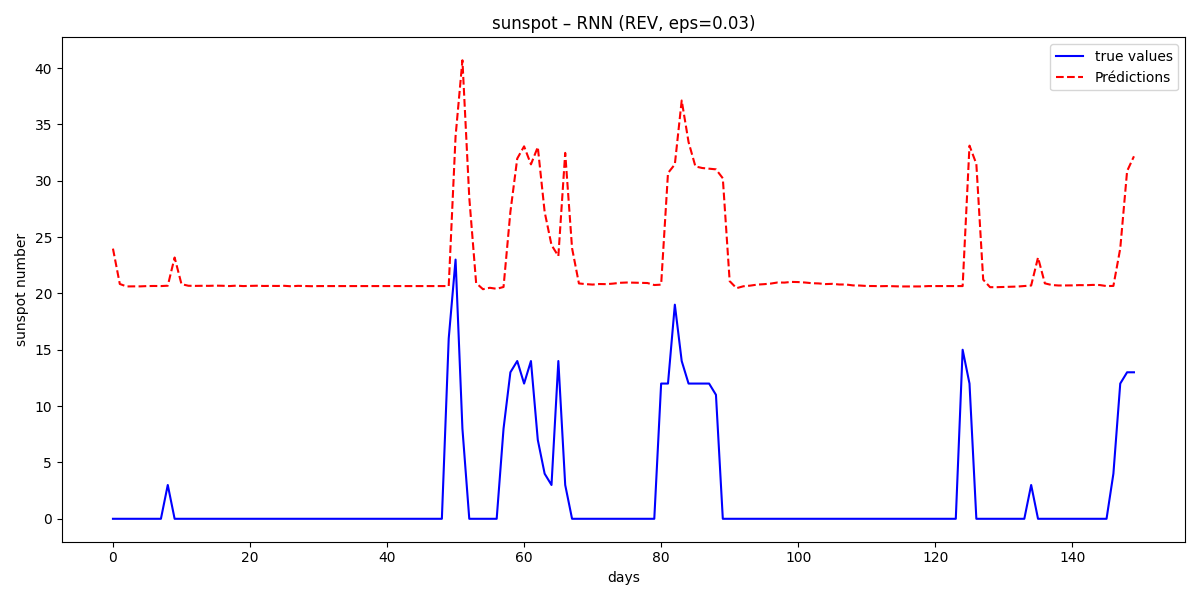 sunspot – RNN (REV, eps=0.03)
true values
Prédictions
sunspot number
40
35
30
25
20
15
10
5
0
0 20 40 60 80 100 120 140
days